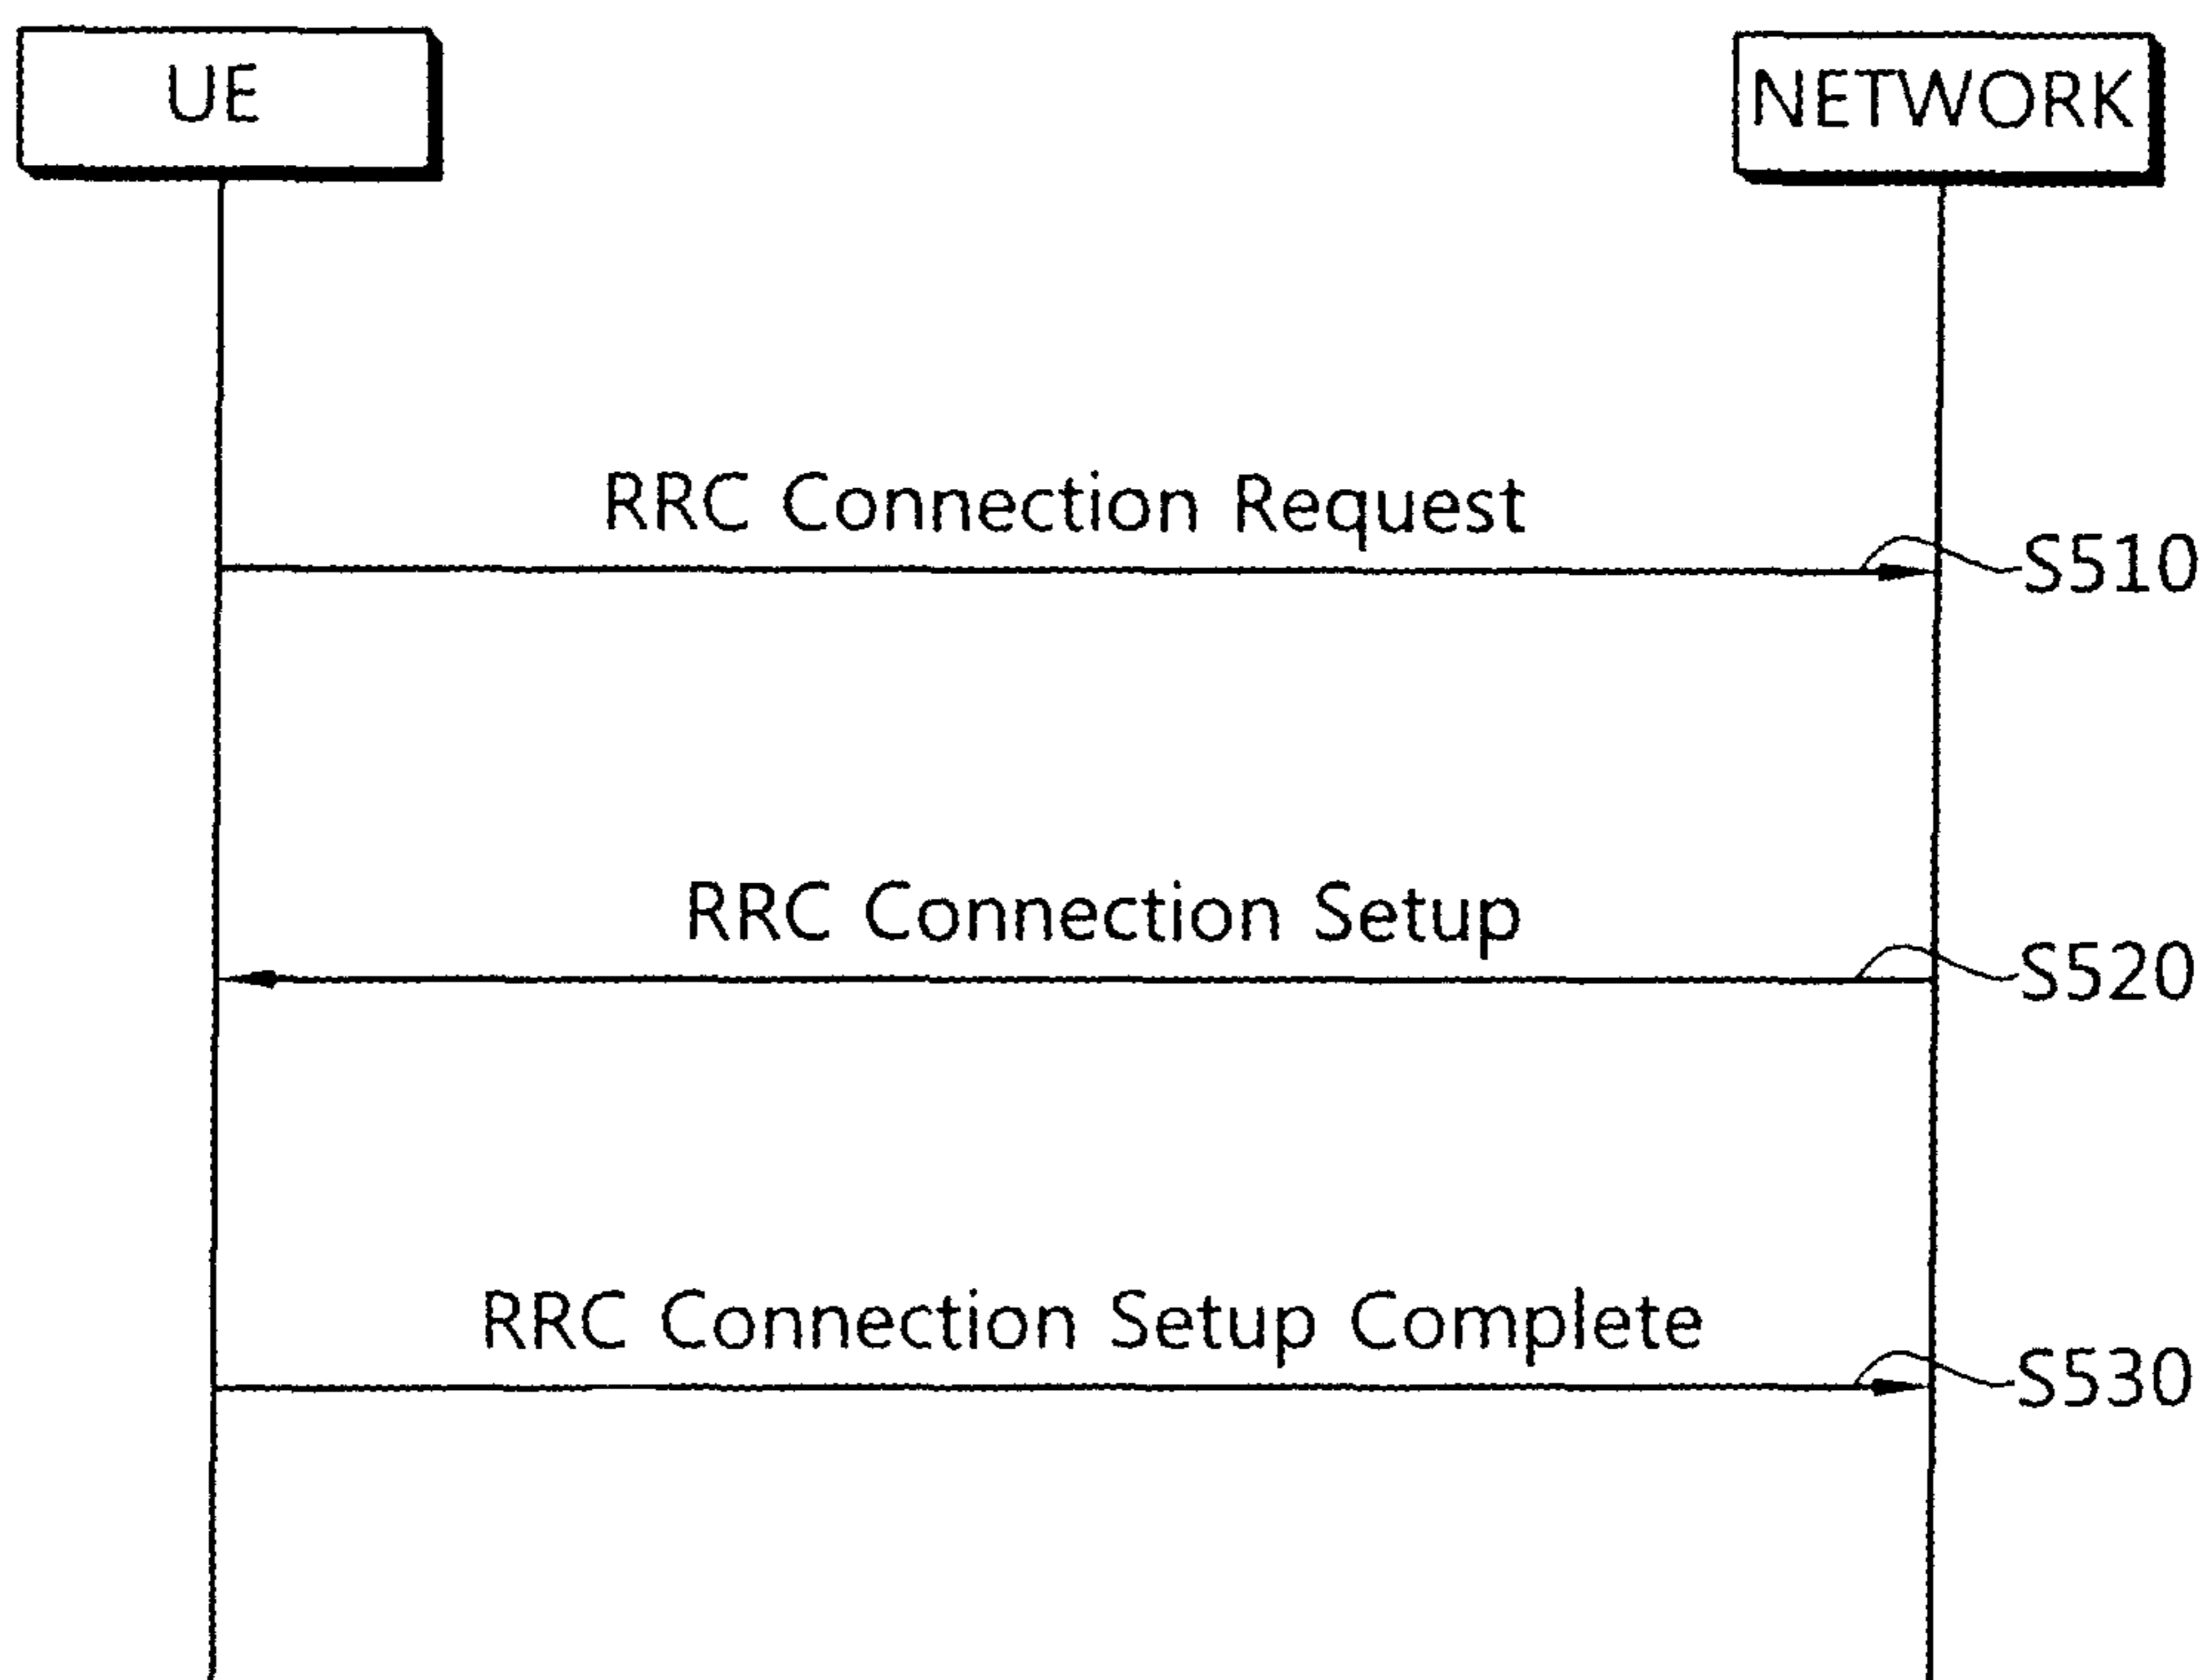 UE
NETWORK
RRC Connection Request
S510
RRC Connection Setup
S520
RRC Connection Setup Complete
S530